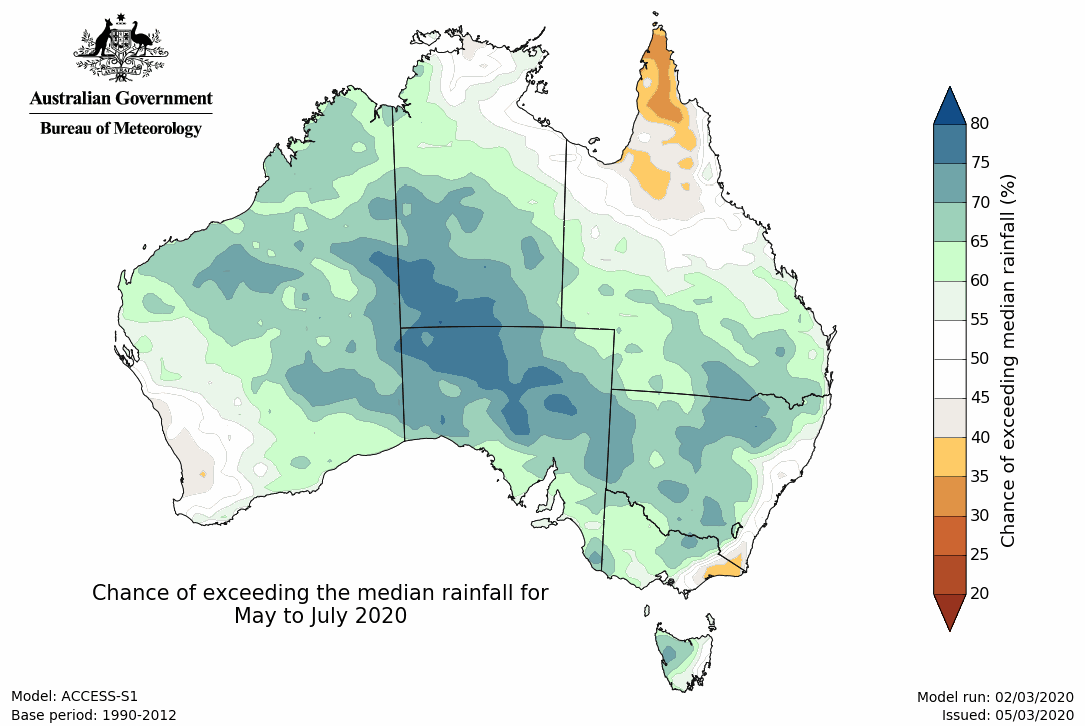 Australian Government
Bureau of Meteorology
80
75
70
65
60
55
50
45
40
35
30
25
20
Chance of exceeding median rainfall (%)
Chance of exceeding the median rainfall for
May to July 2020
Model: ACCESS-S1
Base period: 1990-2012
Model run: 02/03/2020
Issued: 05/03/2020